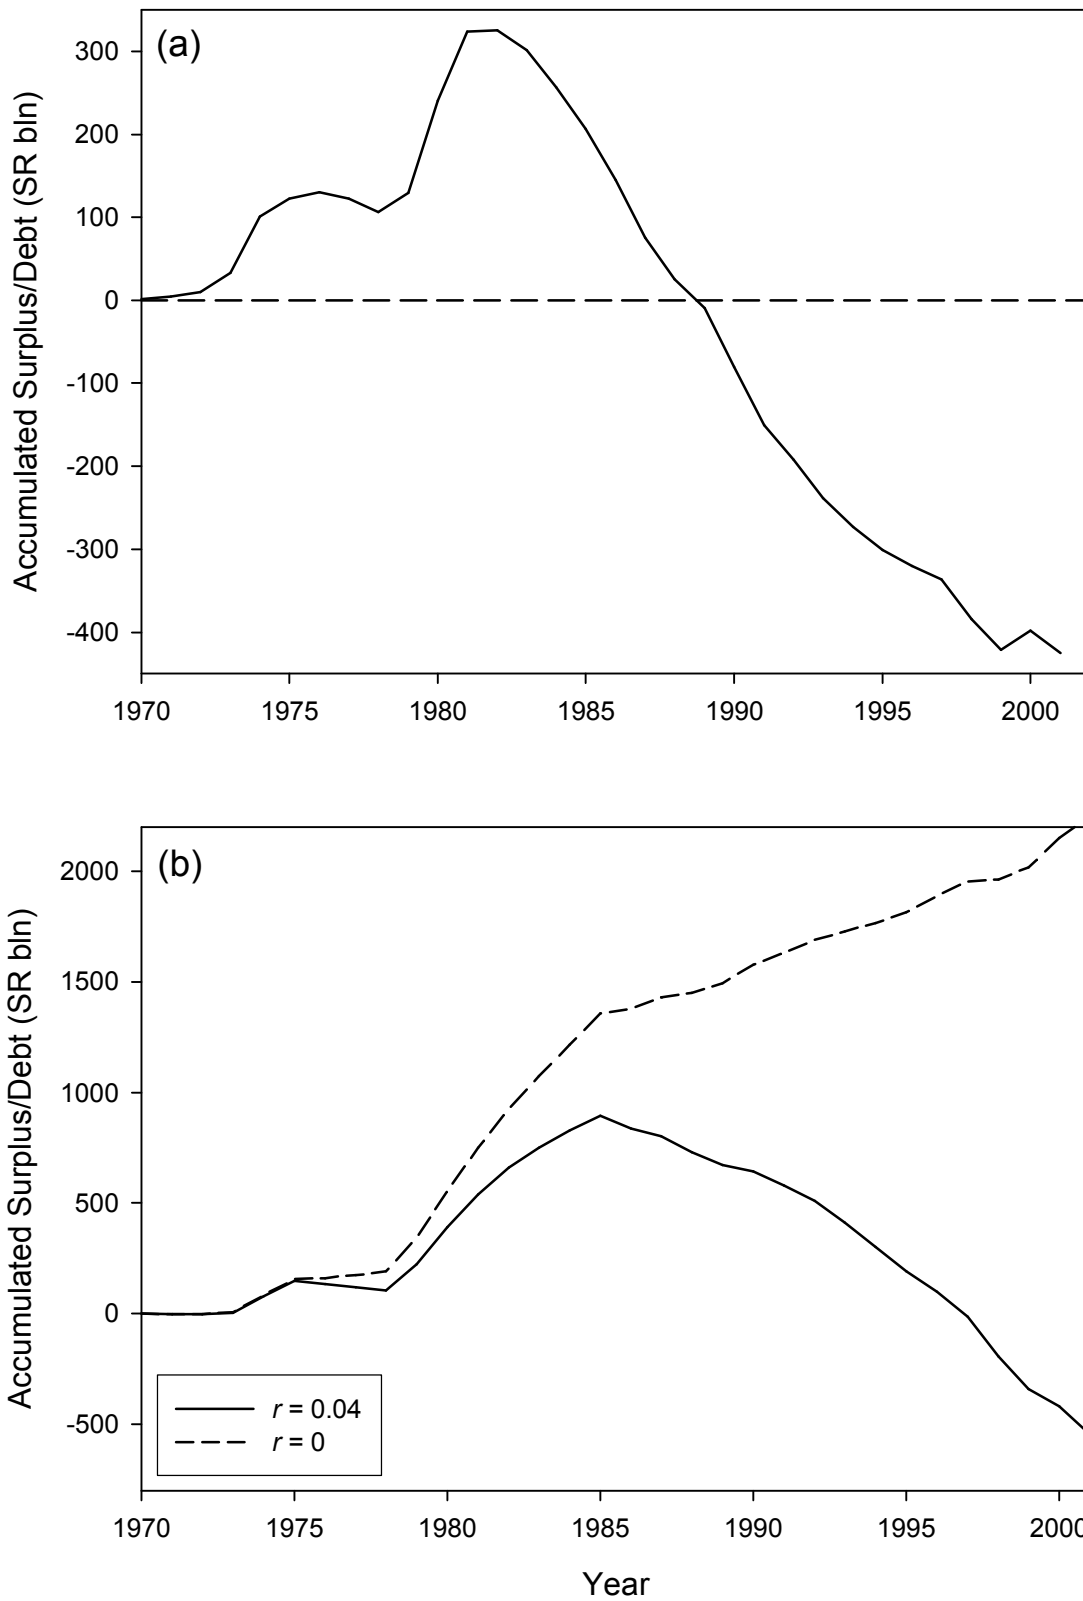 (a)
Accumulated Surplus/Debt (SR bln)
300
200
100
0
-100
-200
-300
-400
1970 1975 1980 1985 1990 1995 2000
(b)
Accumulated Surplus/Debt (SR bln)
2000
1500
1000
500
0
-500
r = 0.04
r = 0
1970 1975 1980 1985 1990 1995 2000
Year